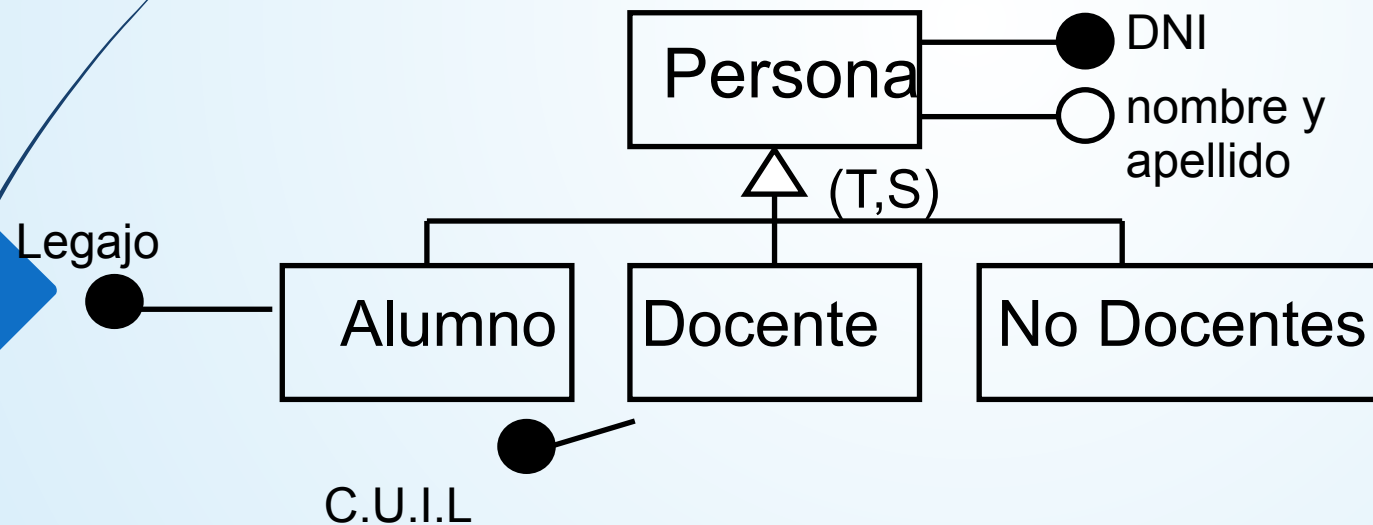 Persona
DNI
nombre y
apellido
(T,S)
Legajo
Alumno
Docente
No Docentes
C.U.I.L